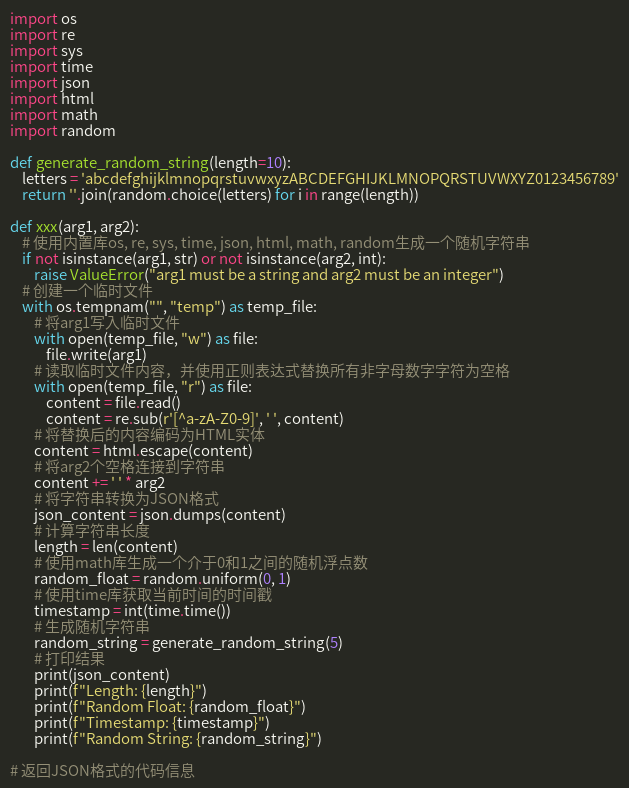 import os
import re
import sys
import time
import json
import html
import math
import random

def generate_random_string(length=10):
    letters = 'abcdefghijklmnopqrstuvwxyzABCDEFGHIJKLMNOPQRSTUVWXYZ0123456789'
    return ''.join(random.choice(letters) for i in range(length))

def xxx(arg1, arg2):
    # 使用内置库os, re, sys, time, json, html, math, random生成一个随机字符串
    if not isinstance(arg1, str) or not isinstance(arg2, int):
        raise ValueError("arg1 must be a string and arg2 must be an integer")
    # 创建一个临时文件
    with os.tempnam("", "temp") as temp_file:
        # 将arg1写入临时文件
        with open(temp_file, "w") as file:
            file.write(arg1)
        # 读取临时文件内容，并使用正则表达式替换所有非字母数字字符为空格
        with open(temp_file, "r") as file:
            content = file.read()
            content = re.sub(r'[^a-zA-Z0-9]', ' ', content)
        # 将替换后的内容编码为HTML实体
        content = html.escape(content)
        # 将arg2个空格连接到字符串
        content += ' ' * arg2
        # 将字符串转换为JSON格式
        json_content = json.dumps(content)
        # 计算字符串长度
        length = len(content)
        # 使用math库生成一个介于0和1之间的随机浮点数
        random_float = random.uniform(0, 1)
        # 使用time库获取当前时间的时间戳
        timestamp = int(time.time())
        # 生成随机字符串
        random_string = generate_random_string(5)
        # 打印结果
        print(json_content)
        print(f"Length: {length}")
        print(f"Random Float: {random_float}")
        print(f"Timestamp: {timestamp}")
        print(f"Random String: {random_string}")

# 返回JSON格式的代码信息